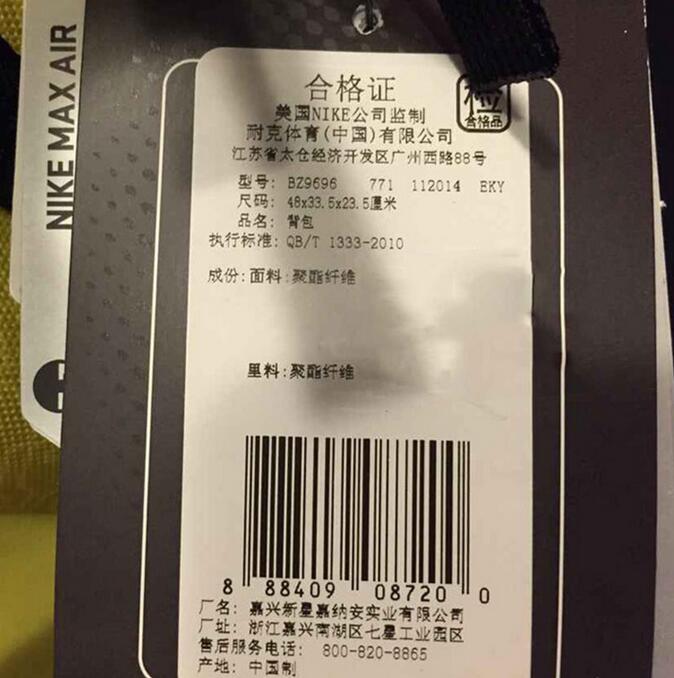 NIKE MAX AIR
合格证
检
合格品
美国NIKE公司监制
耐克体育(中国)有限公司
江苏省太仓经济开发区广州西路88号
型号: BZ9696 771 112014 EKY
尺码: 48x33.5x23.5厘米
品名: 背包
执行标准: QB/T 1333-2010
成份: 面料: 聚酯纤维
里料: 聚酯纤维
8 88409 08720 0
厂名: 嘉兴新星嘉纳安实业有限公司
厂址: 浙江嘉兴南湖区七星工业园区
售后服务电话: 800-820-8865
产地: 中国制